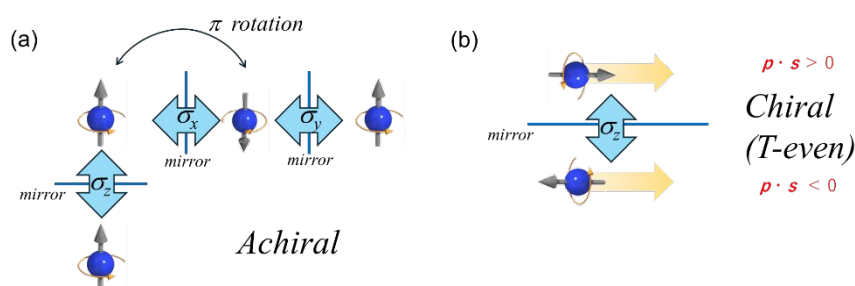 (a)
π rotation
σx
σy
mirror
mirror
σz
mirror
Achiral
(b)
p · s > 0
mirror
σz
Chiral
(T-even)
p · s < 0